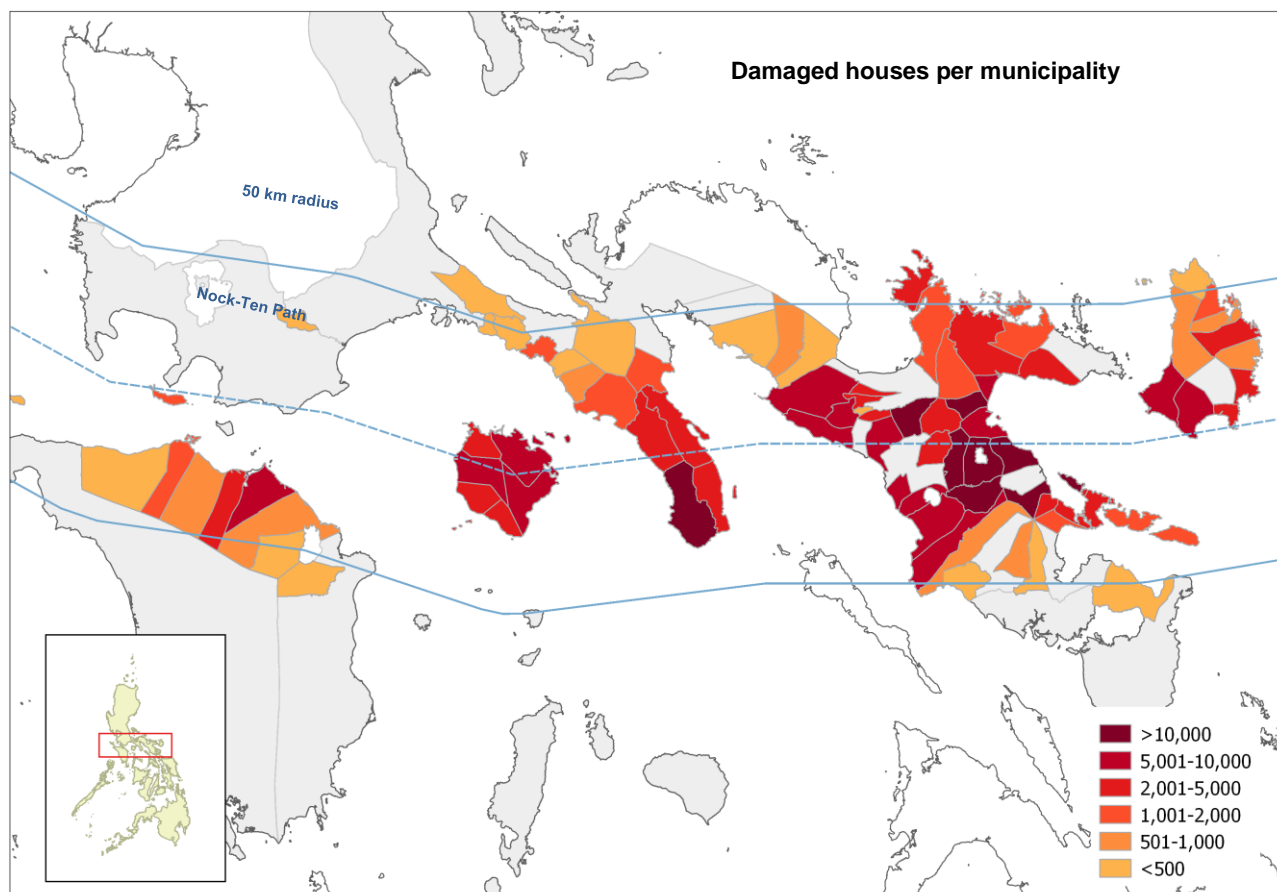 Damaged houses per municipality
50 km radius
Nock-Ten Path
>10,000
5,001-10,000
2,001-5,000
1,001-2,000
501-1,000
<500